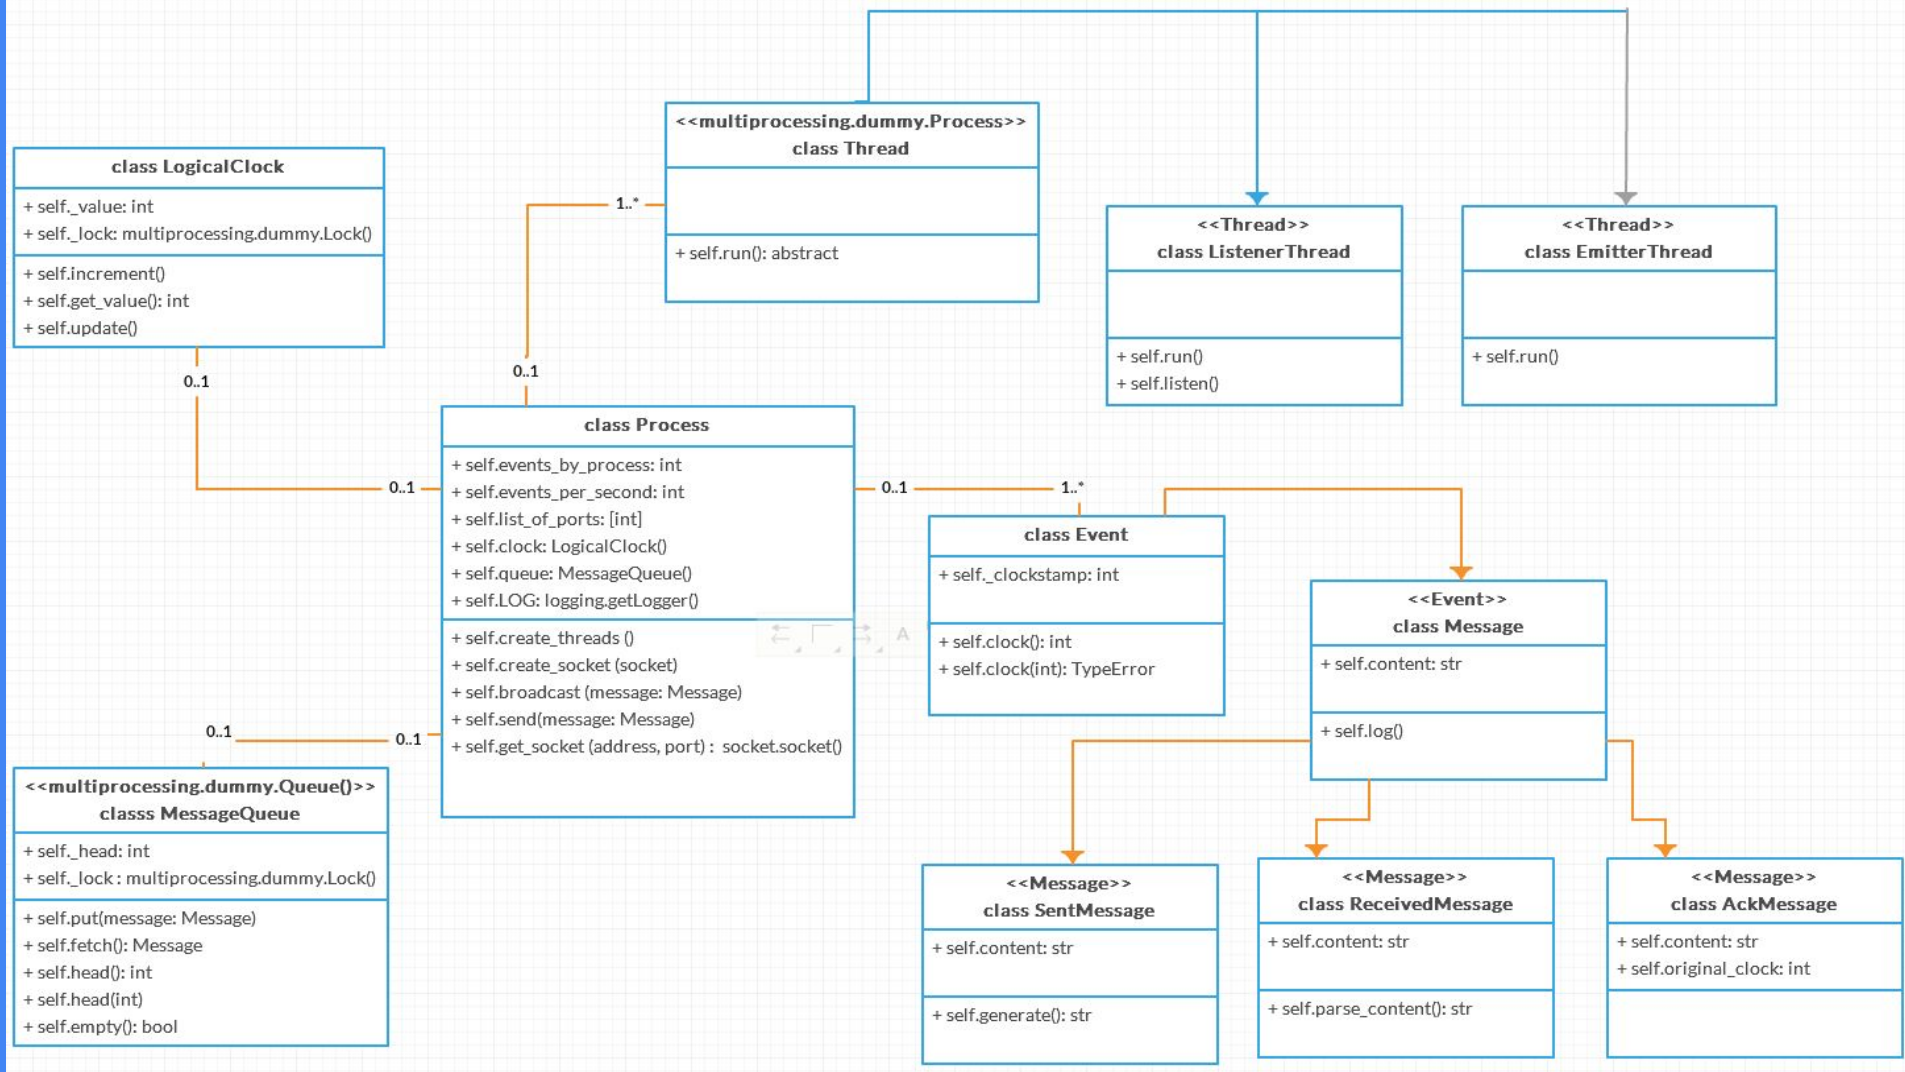 <<multiprocessing.dummy.Process>>
class Thread
+ self.run(): abstract
class LogicalClock
+ self._value: int
+ self._lock: multiprocessing.dummy.Lock()
+ self.increment()
+ self.get_value(): int
+ self.update()
<<Thread>>
class ListenerThread
+ self.run()
+ self.listen()
<<Thread>>
class EmitterThread
+ self.run()
1..*
0..1
0..1
0..1
class Process
+ self.events_by_process: int
+ self.events_per_second: int
+ self.list_of_ports: [int]
+ self.clock: LogicalClock()
+ self.queue: MessageQueue()
+ self.LOG: logging.getLogger()
+ self.create_threads ()
+ self.create_socket (socket)
+ self.broadcast (message: Message)
+ self.send(message: Message)
+ self.get_socket (address, port) : socket.socket()
0..1
1..*
class Event
+ self._clockstamp: int
+ self.clock(): int
+ self.clock(int): TypeError
A
<<Event>>
class Message
+ self.content: str
+ self.log()
0..1
0..1
<<multiprocessing.dummy.Queue()>>
classs MessageQueue
+ self._head: int
+ self._lock : multiprocessing.dummy.Lock()
+ self.put(message: Message)
+ self.fetch(): Message
+ self.head(): int
+ self.head(int)
+ self.empty(): bool
<<Message>>
class SentMessage
+ self.content: str
+ self.generate(): str
<<Message>>
class ReceivedMessage
+ self.content: str
+ self.parse_content(): str
<<Message>>
class AckMessage
+ self.content: str
+ self.original_clock: int